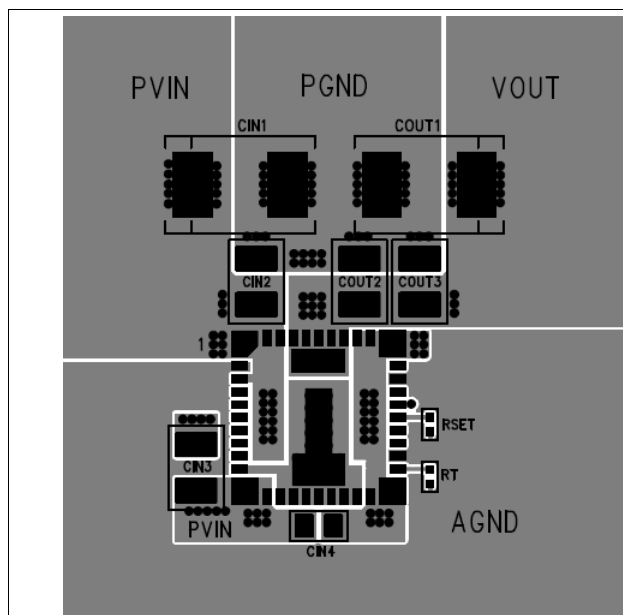 PVIN PGND VOUT
CIN1 COUT1
CIN2 COUT2 COUT3
1
RSET
CIN3 RT
PVIN AGND
CIN4